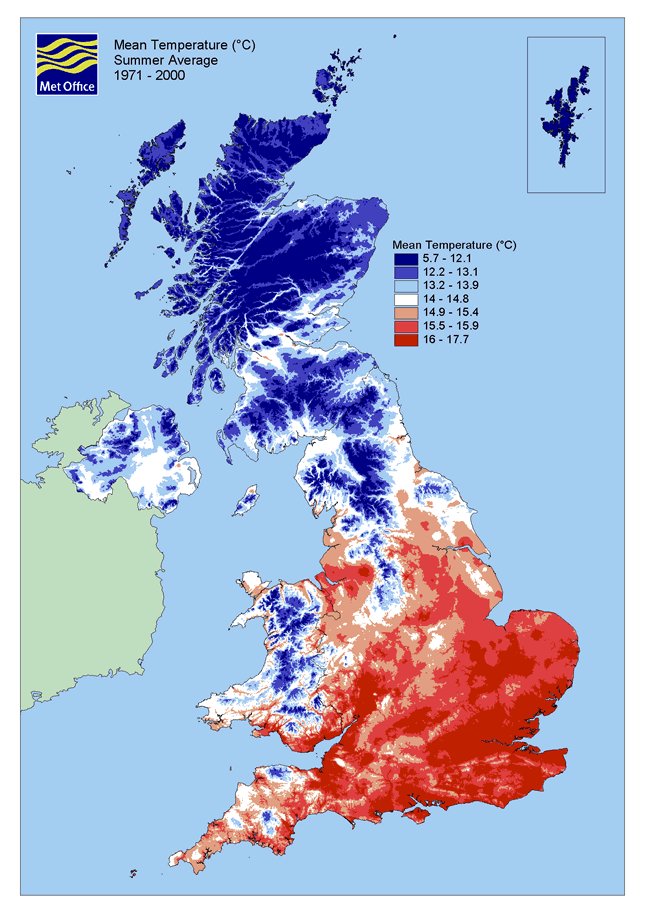 Mean Temperature (°C)
Summer Average
1971 - 2000
Met Office
Mean Temperature (°C)
5.7 - 12.1
12.2 - 13.1
13.2 - 13.9
14 - 14.8
14.9 - 15.4
15.5 - 15.9
16 - 17.7